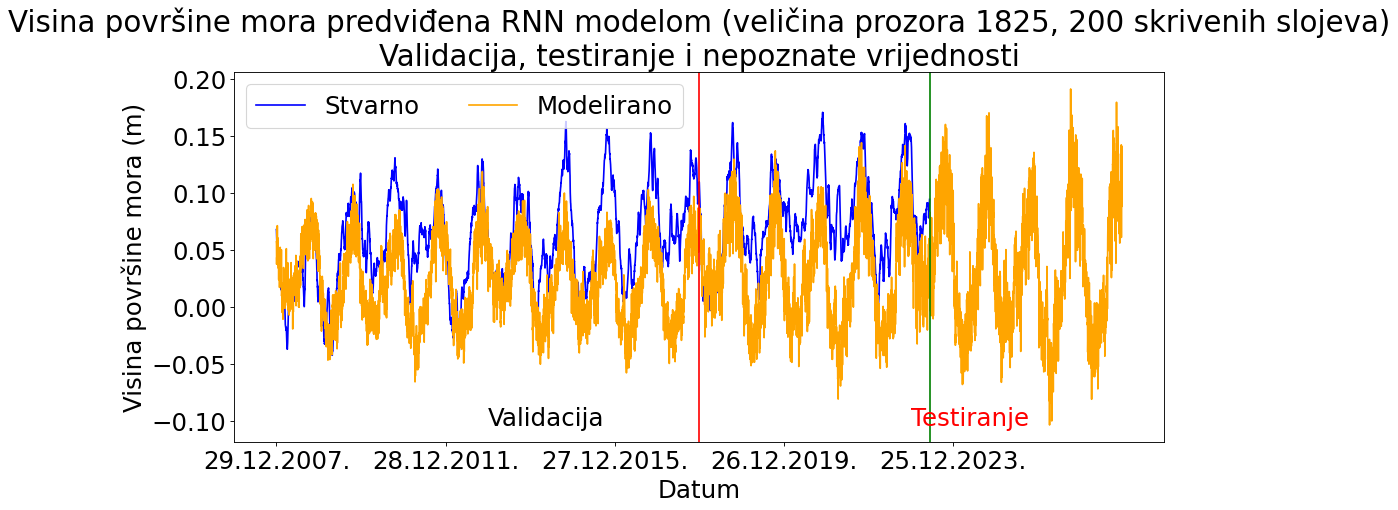 Visina površine mora predviđena RNN modelom (veličina prozora 1825, 200 skrivenih slojeva)
Validacija, testiranje i nepoznate vrijednosti
Stvarno Modelirano
Visina površine mora (m)
0.20
0.15
0.10
0.05
0.00
−0.05
−0.10
Validacija Testiranje
29.12.2007. 28.12.2011. 27.12.2015. 26.12.2019. 25.12.2023.
Datum